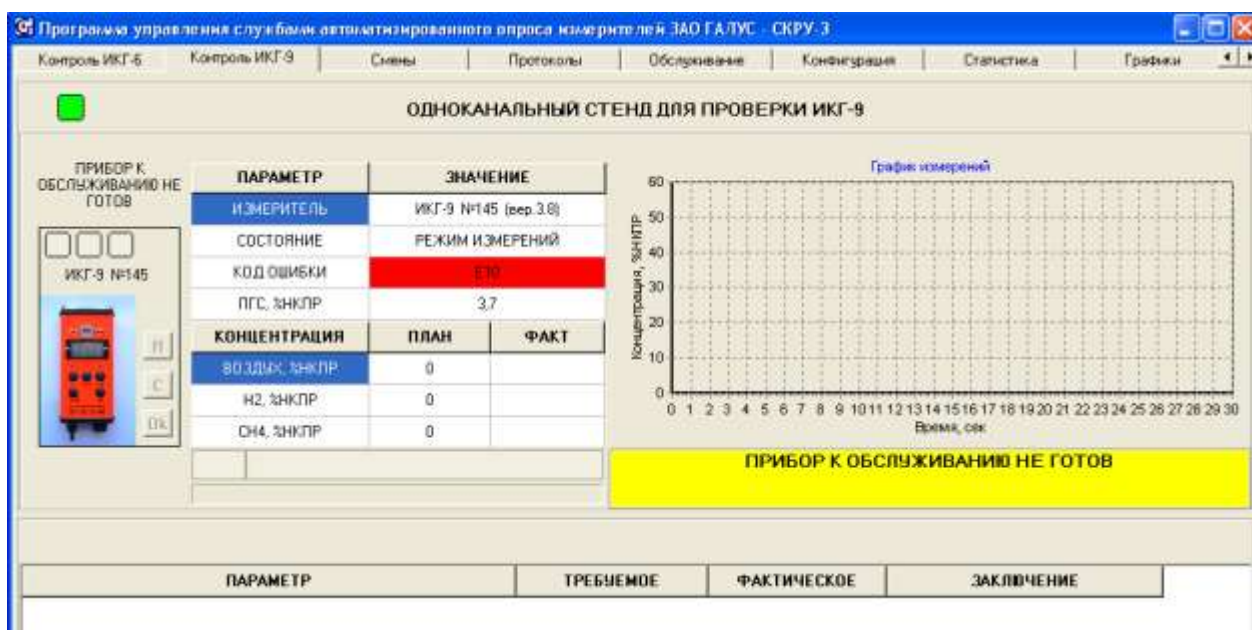 Программа управления службами автоматизированного опроса измерителей ЗАО ГАЛУС - СКРУ-3
Контроль ИКГ-6 Контроль ИКГ-9 Смены Протоколы Обслуживание Конфигурация Статистика Графики
ОДНОКАНАЛЬНЫЙ СТЕНД ДЛЯ ПРОВЕРКИ ИКГ-9
ПРИБОР К
ОБСЛУЖИВАНИЮ НЕ
ГОТОВ
ИКГ-9 №145
П
С
Ok
ПАРАМЕТР ЗНАЧЕНИЕ
ИЗМЕРИТЕЛЬ ИКГ-9 №145 (вер.3.8)
СОСТОЯНИЕ РЕЖИМ ИЗМЕРЕНИЙ
КОД ОШИБКИ E10
ПГС, %НКПР 3,7
КОНЦЕНТРАЦИЯ ПЛАН ФАКТ
ВОЗДУХ, %НКПР 0
H2, %НКПР 0
CH4, %НКПР 0
График измерений
Концентрация, %НКПР
60
50
40
30
20
10
0
0 1 2 3 4 5 6 7 8 9 10 11 12 13 14 15 16 17 18 19 20 21 22 23 24 25 26 27 28 29 30
Время, сек
ПРИБОР К ОБСЛУЖИВАНИЮ НЕ ГОТОВ
ПАРАМЕТР ТРЕБУЕМОЕ ФАКТИЧЕСКОЕ ЗАКЛЮЧЕНИЕ